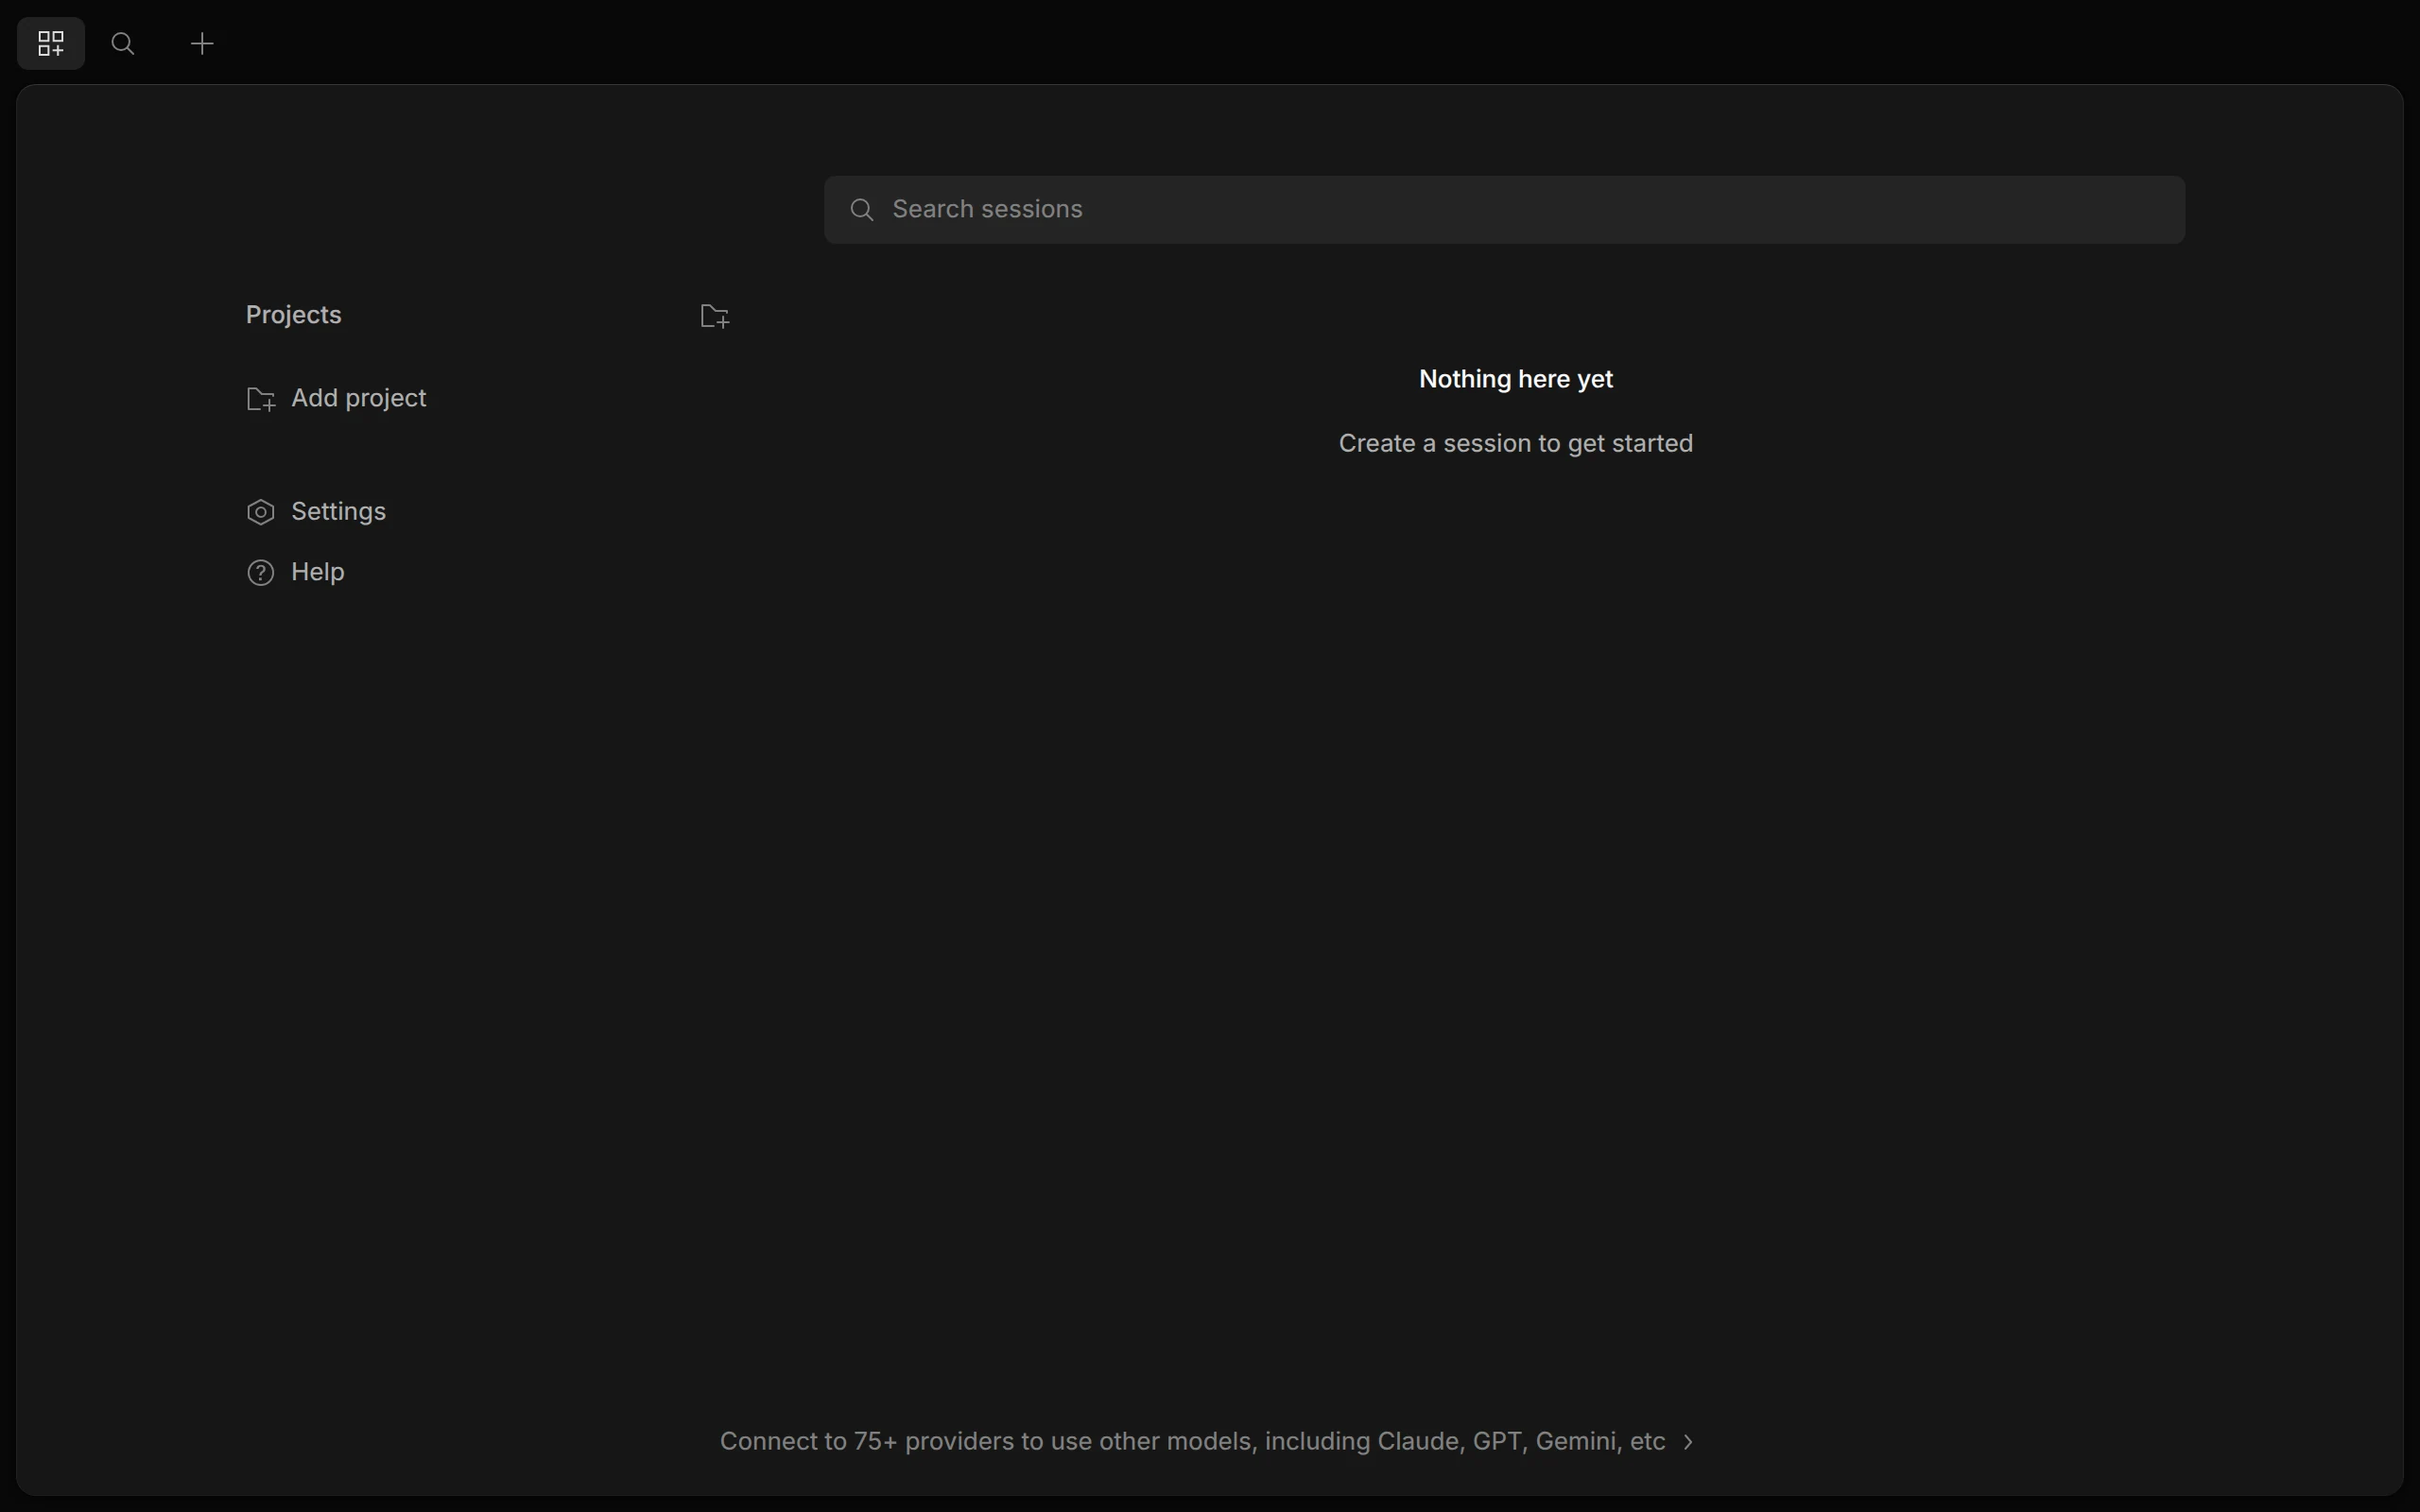 Search sessions
Projects
Nothing here yet
Add project
Create a session to get started
Settings
Help
Connect to 75+ providers to use other models, including Claude, GPT, Gemini, etc